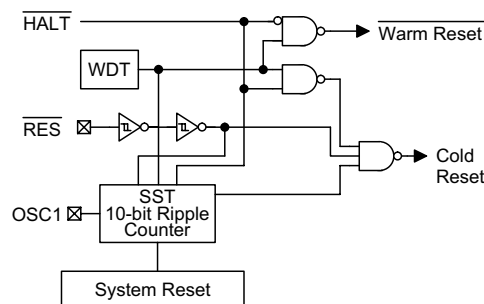 HALT
Warm Reset
WDT
RES
Cold
Reset
SST
10-bit Ripple
Counter
OSC1
System Reset